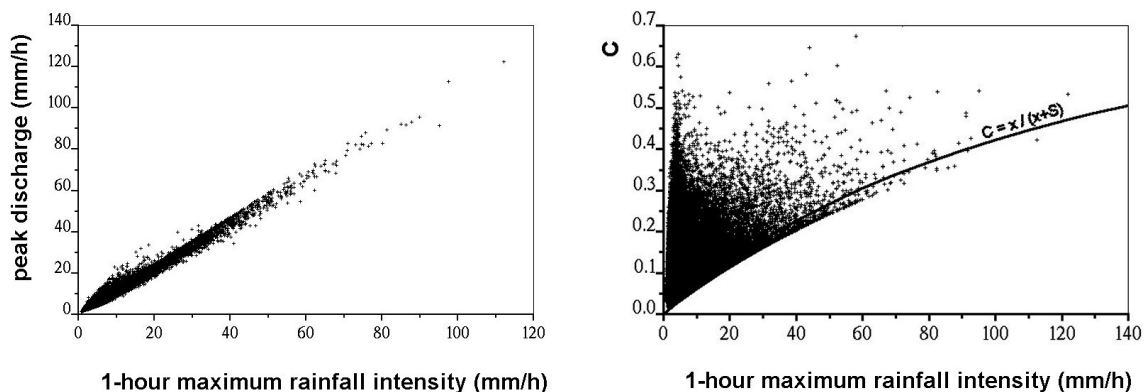 140
120
100
80
60
40
20
0
0 20 40 60 80 100 120
peak discharge (mm/h)
1-hour maximum rainfall intensity (mm/h)
0.7
0.6
0.5
0.4
0.3
0.2
0.1
0.0
0 20 40 60 80 100 120 140
C
C = x / (x+S)
1-hour maximum rainfall intensity (mm/h)